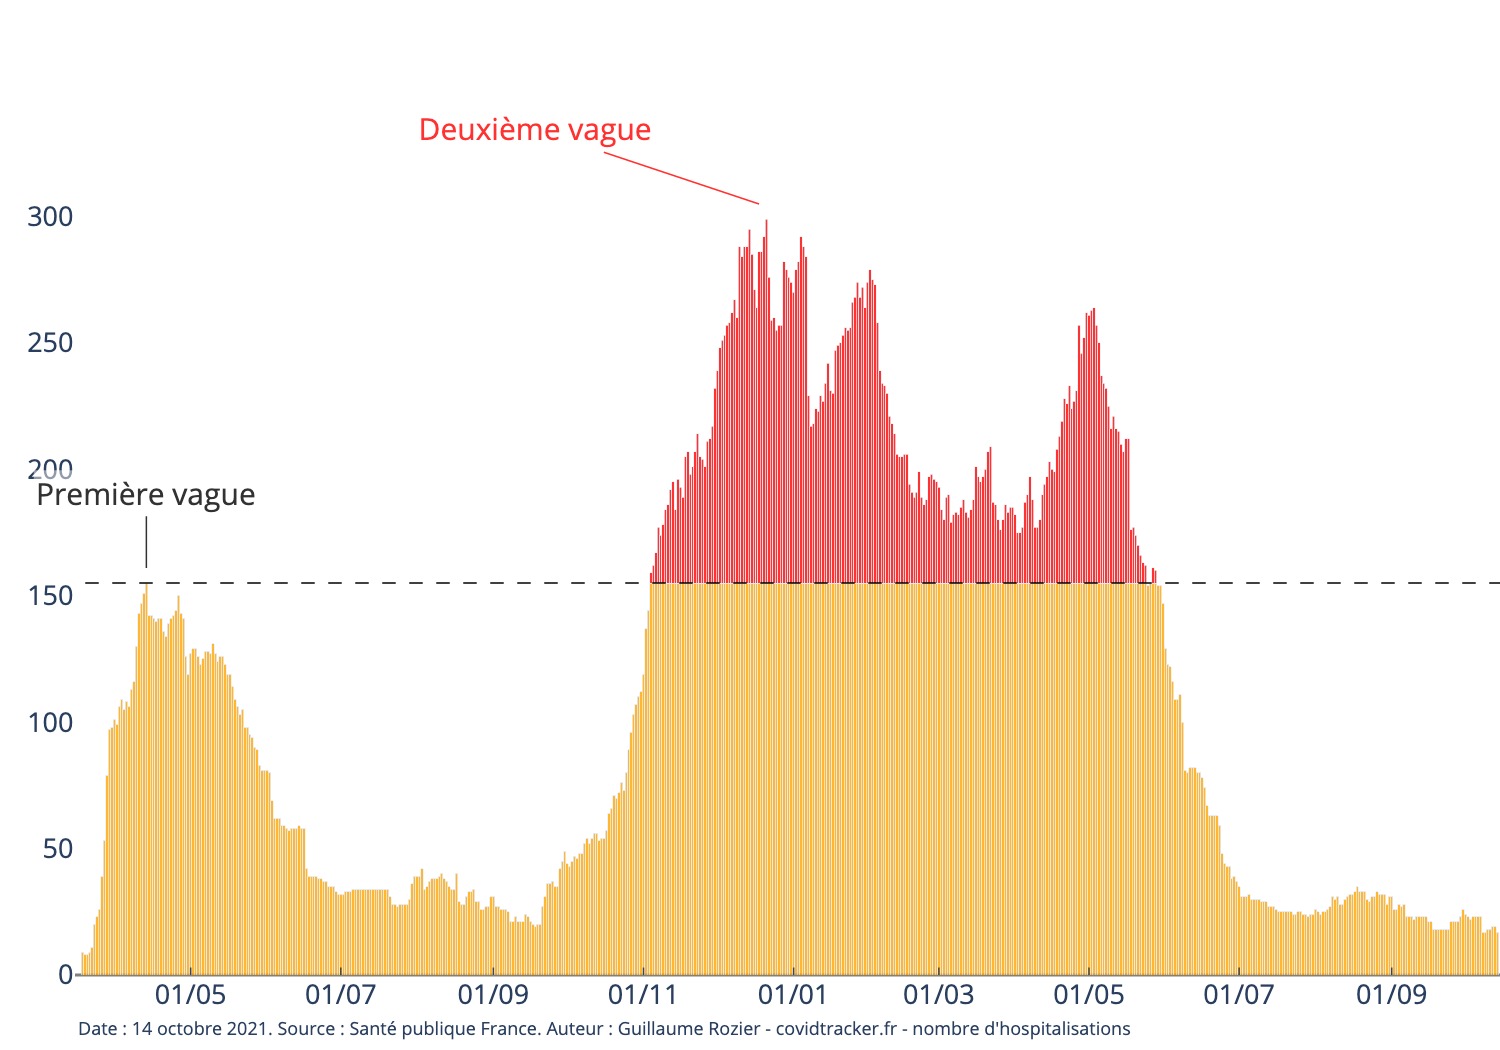 Deuxième vague
300
250
200
Première vague
150
100
50
0
01/05 01/07 01/09 01/11 01/01 01/03 01/05 01/07 01/09
Date : 14 octobre 2021. Source : Santé publique France. Auteur : Guillaume Rozier - covidtracker.fr - nombre d'hospitalisations